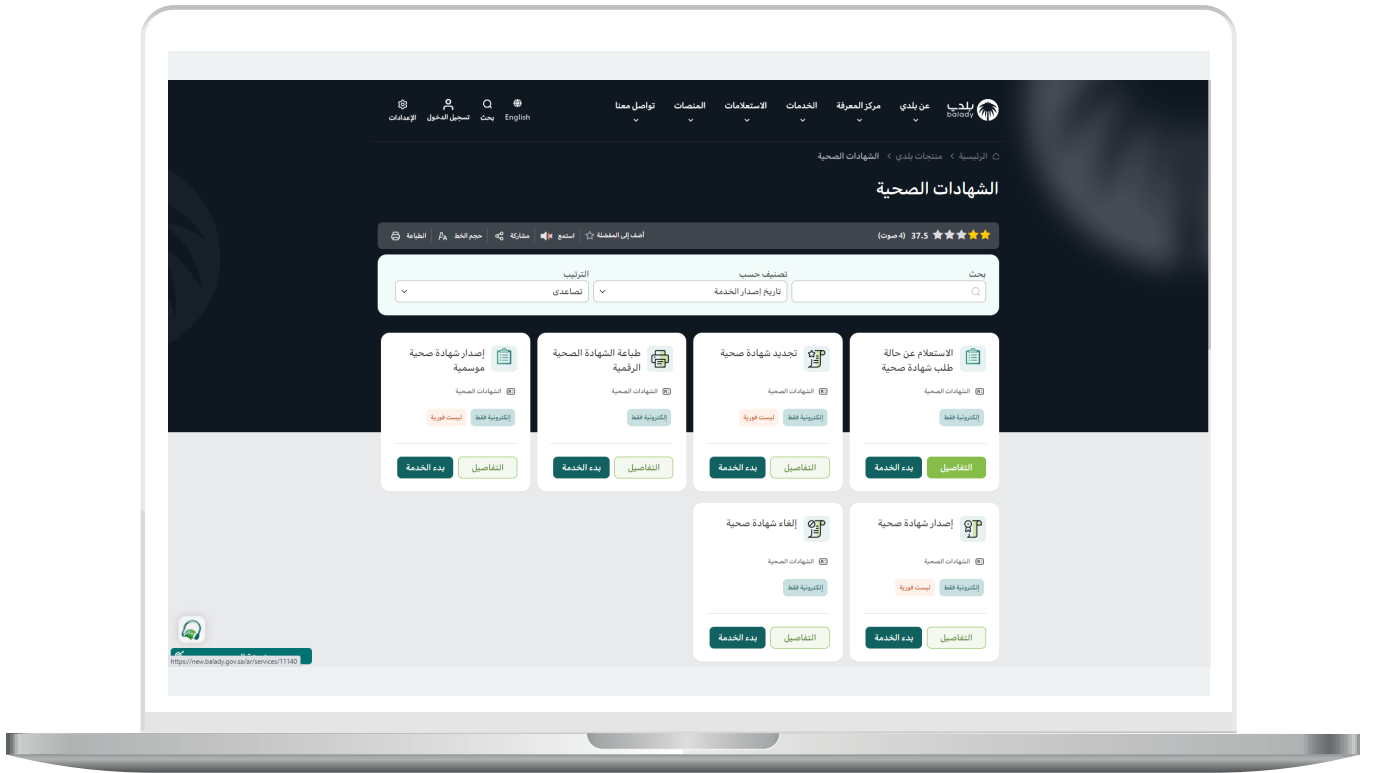 بلدي
balady
عن بلدي
مركز المعرفة
الخدمات
الاستعلامات
المنصات
تواصل معنا
English
بحث
تسجيل الدخول
الإعدادات
الرئيسية > منتجات بلدي > الشهادات الصحية
الشهادات الصحية
37.5 (4 صوت)
أضف إلى المفضلة
استمع
مشاركة
حجم الخط
الطباعة
بحث
تصنيف حسب
الترتيب
تاريخ إصدار الخدمة
تصاعدى
الاستعلام عن حالة
طلب شهادة صحية
الشهادات الصحية
إلكترونية فقط
التفاصيل
بدء الخدمة
تجديد شهادة صحية
الشهادات الصحية
إلكترونية فقط
ليست فورية
التفاصيل
بدء الخدمة
طباعة الشهادة الصحية
الرقمية
الشهادات الصحية
إلكترونية فقط
التفاصيل
بدء الخدمة
إصدار شهادة صحية
موسمية
الشهادات الصحية
إلكترونية فقط
ليست فورية
التفاصيل
بدء الخدمة
إصدار شهادة صحية
الشهادات الصحية
إلكترونية فقط
ليست فورية
التفاصيل
بدء الخدمة
إلغاء شهادة صحية
الشهادات الصحية
إلكترونية فقط
التفاصيل
بدء الخدمة
https://new.balady.gov.sa/ar/services/11140